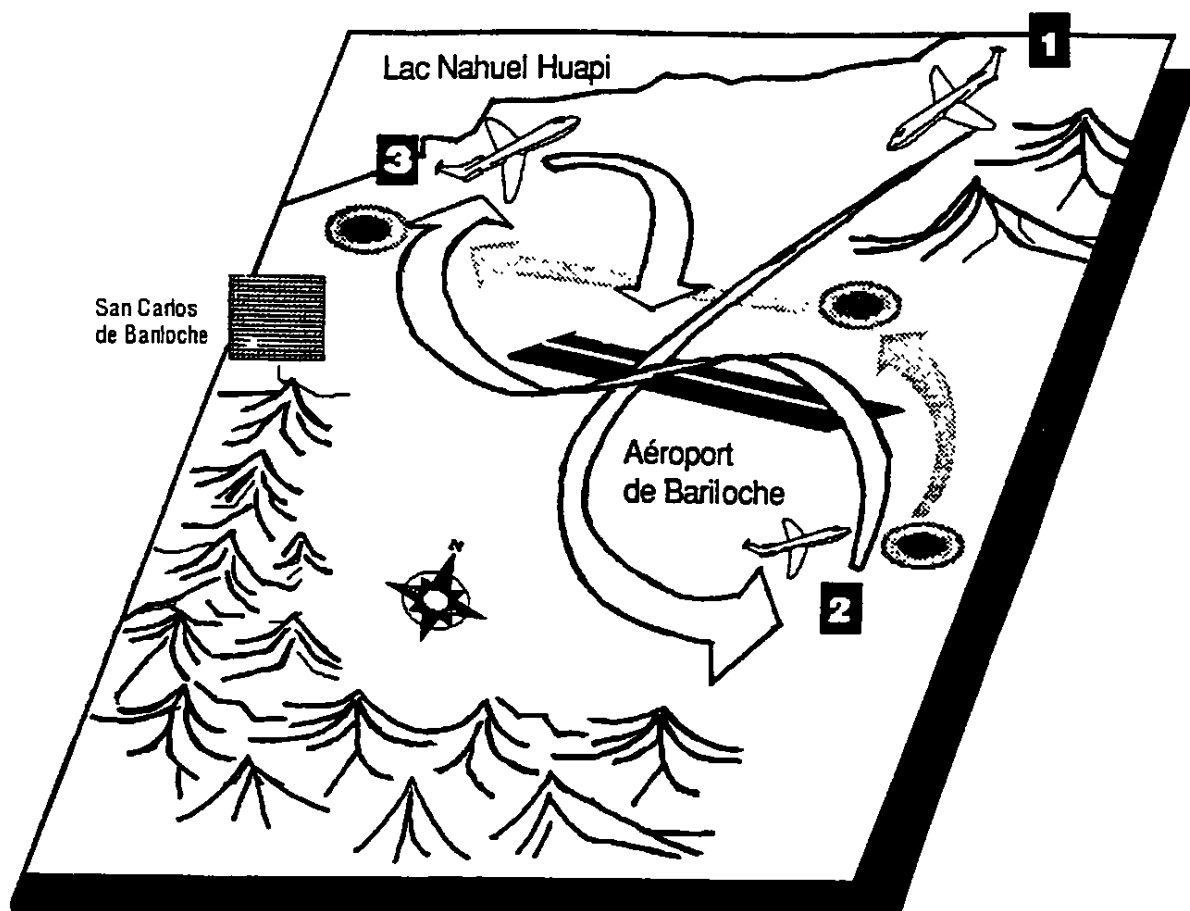 1
Lac Nahuel Huapi
3
San Carlos
de Bariloche
Aéroport
de Bariloche
N
2